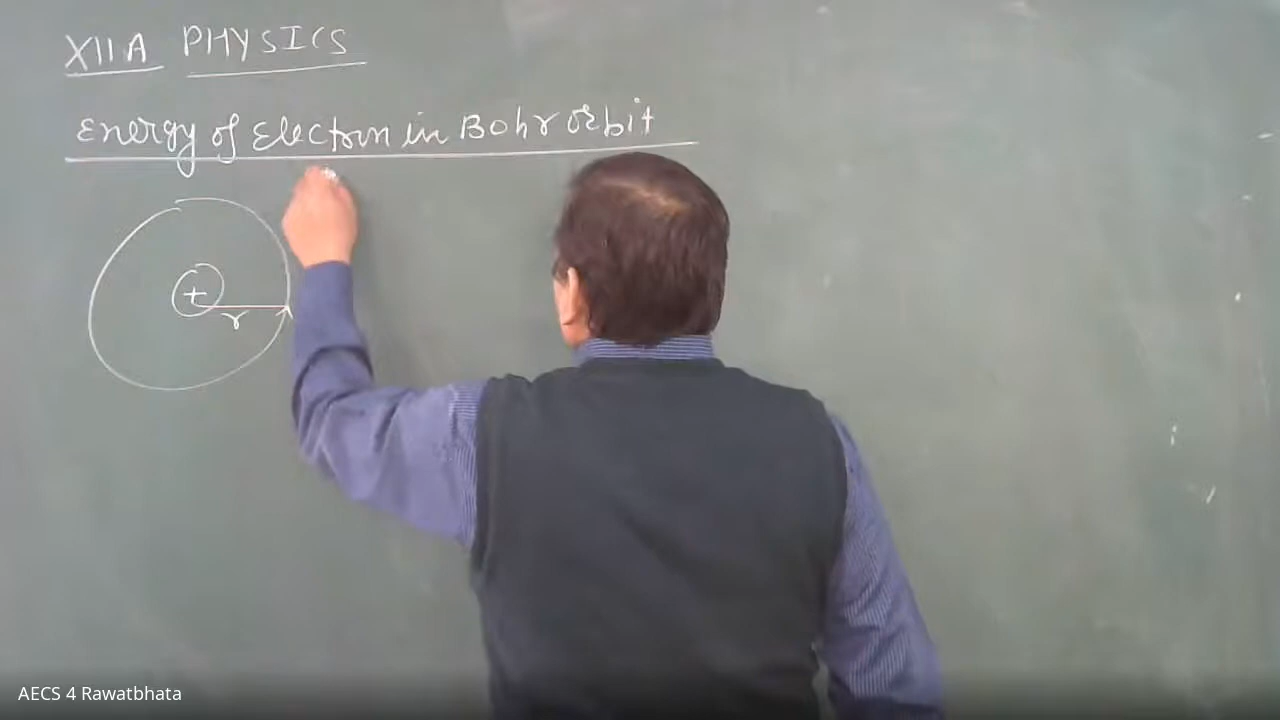 XII A PHYSICS
Energy of Electron in Bohr orbit
+
r
AECS 4 Rawatbhata